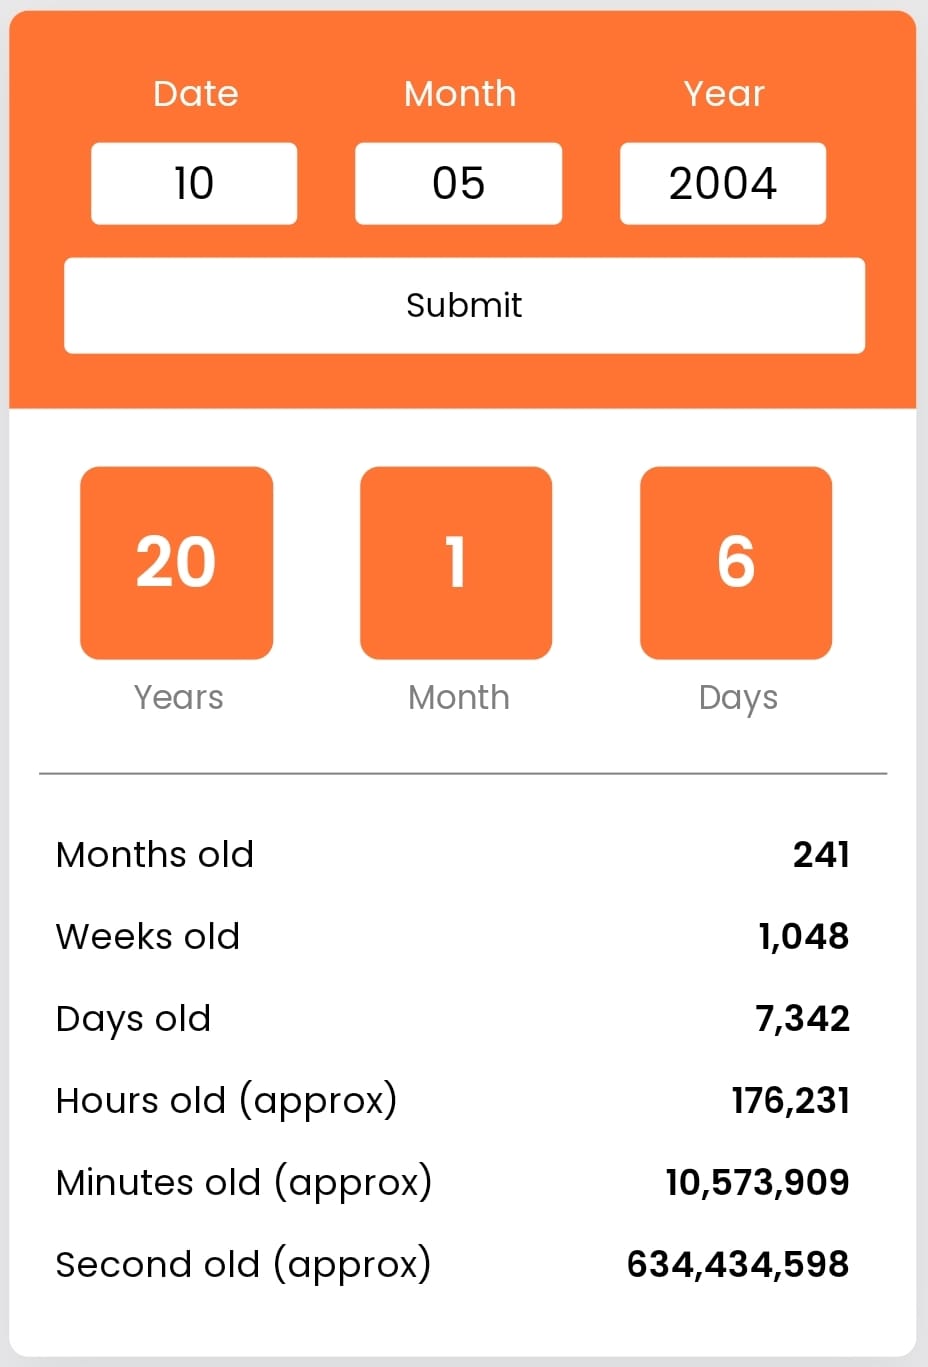 Date Month Year
10 05 2004
Submit
20 1 6
Years Month Days
Months old 241
Weeks old 1,048
Days old 7,342
Hours old (approx) 176,231
Minutes old (approx) 10,573,909
Second old (approx) 634,434,598